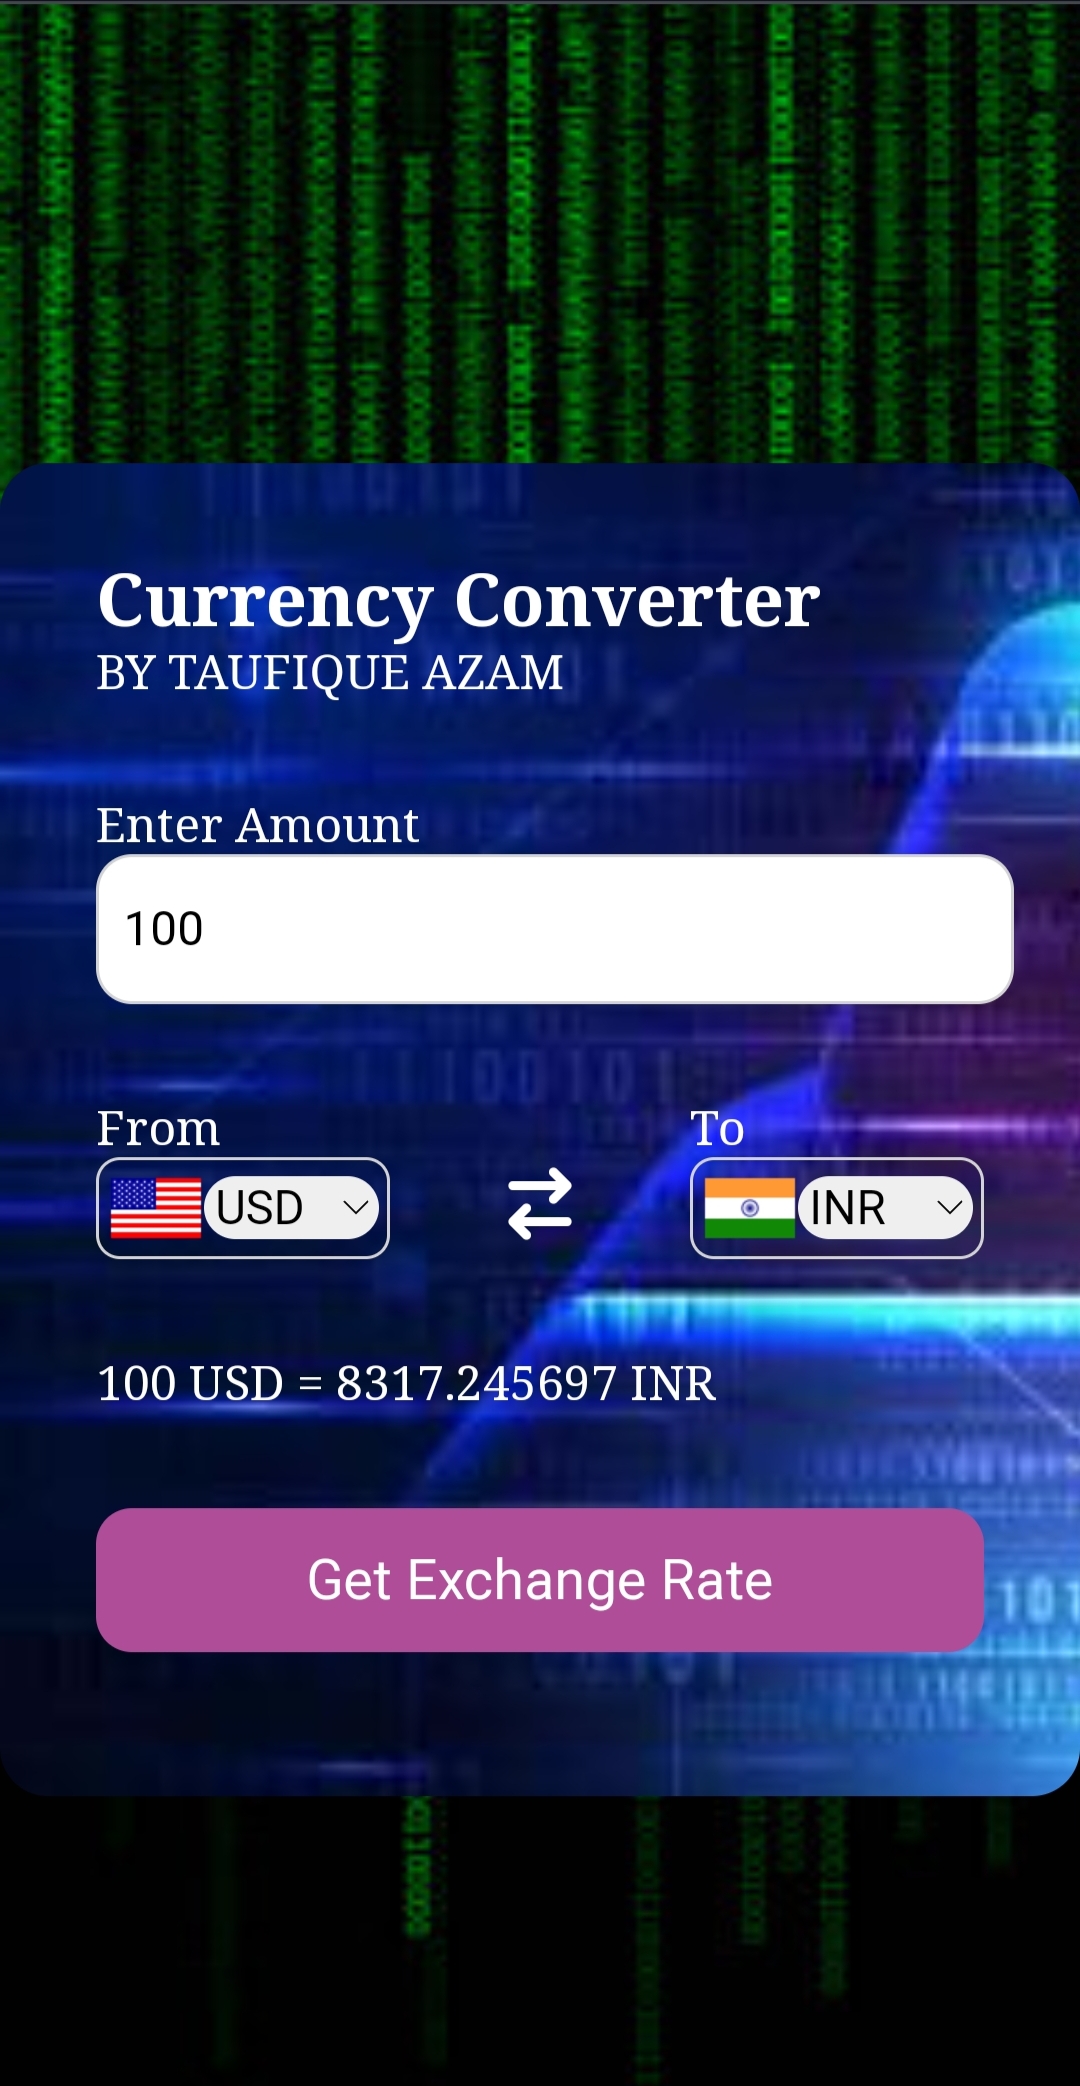 Currency Converter
BY TAUFIQUE AZAM
Enter Amount
100
From
To
USD
INR
100 USD = 8317.245697 INR
Get Exchange Rate